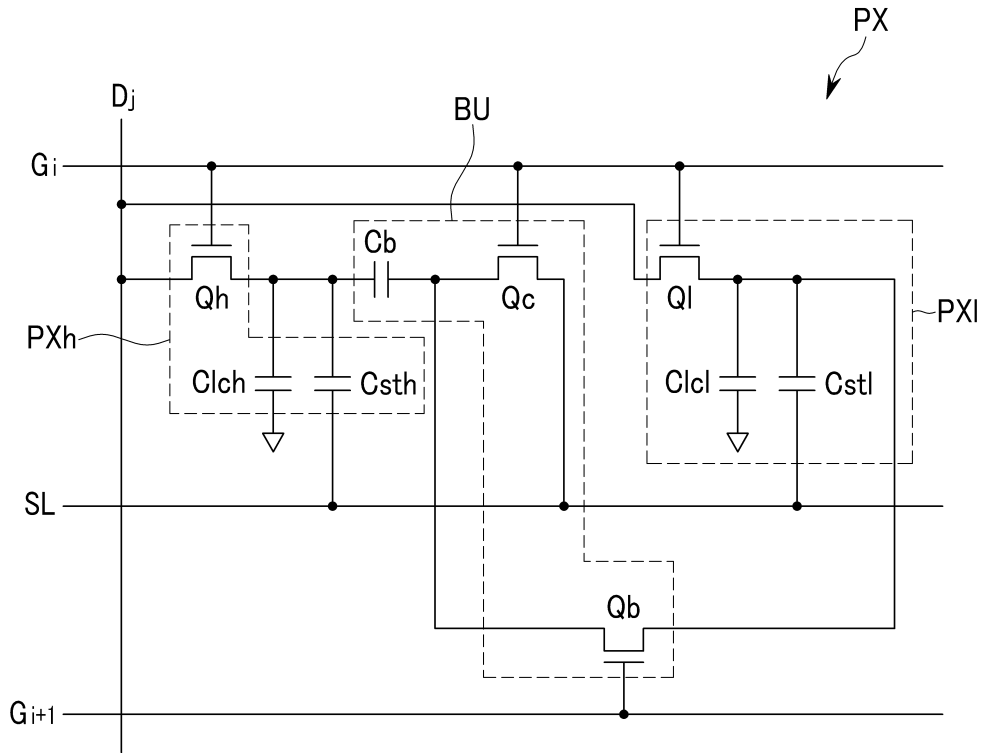 PX
Dj
BU
Gi
Cb
Qh
Qc
Ql
PXh
PXl
Clch
Csth
Clcl
Cstl
SL
Qb
Gi+1